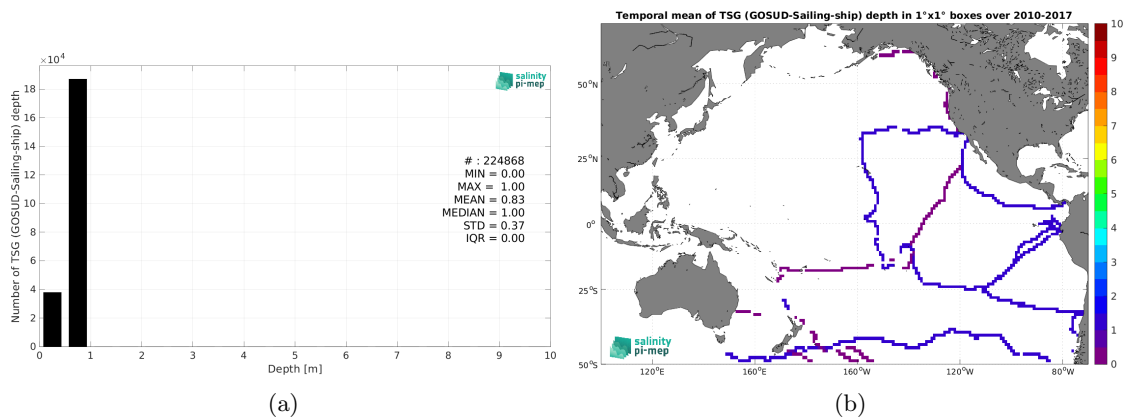 ×10⁴
18
16
14
12
10
8
6
4
2
0
Number of TSG (GOSUD-Sailing-ship) depth
salinity
pi-mep
# : 224868
MIN = 0.00
MAX = 1.00
MEAN = 0.83
MEDIAN = 1.00
STD = 0.37
IQR = 0.00
0 1 2 3 4 5 6 7 8 9 10
Depth [m]
(a)
Temporal mean of TSG (GOSUD-Sailing-ship) depth in 1°x1° boxes over 2010-2017
50°N
25°N
0°
25°S
50°S
salinity
pi-mep
120°E 160°E 160°W 120°W 80°W
10
9
8
7
6
5
4
3
2
1
0
(b)